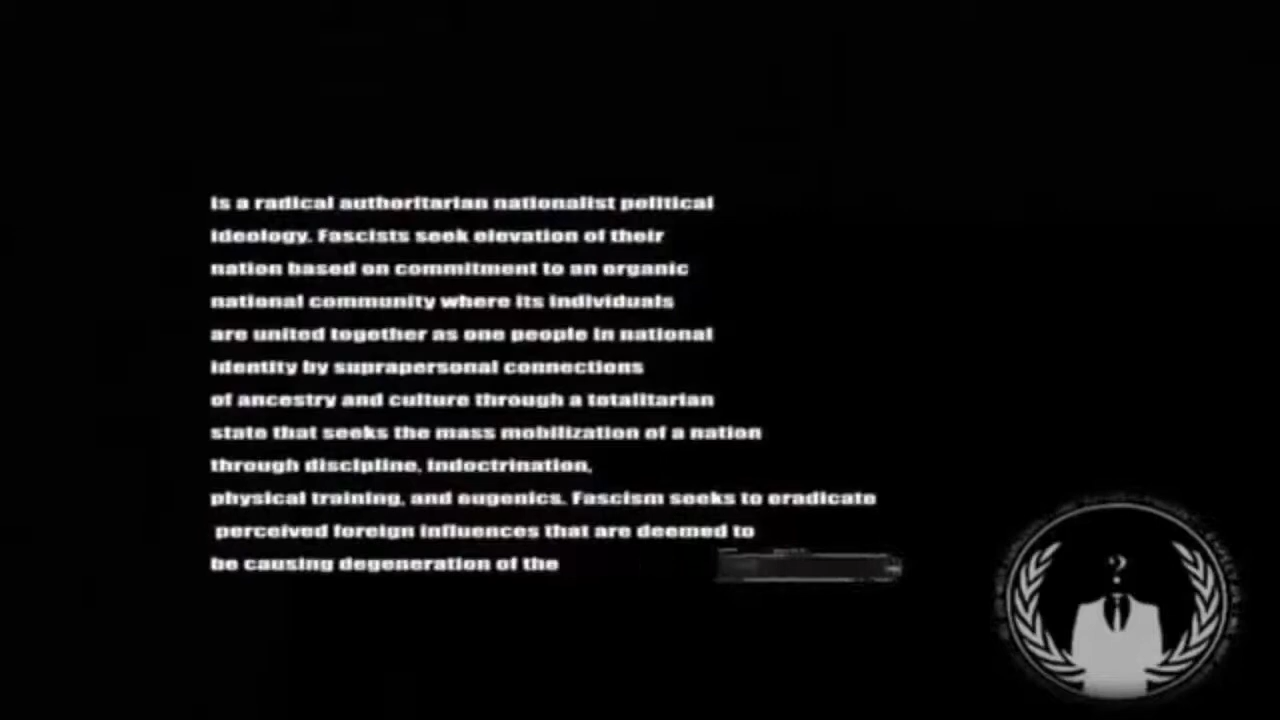 is a radical authoritarian nationalist political
ideology. Fascists seek elevation of their
nation based on commitment to an organic
national community where its individuals
are united together as one people in national
identity by suprapersonal connections
of ancestry and culture through a totalitarian
state that seeks the mass mobilization of a nation
through discipline, indoctrination,
physical training, and eugenics. Fascism seeks to eradicate
perceived foreign influences that are deemed to
be causing degeneration of the
?